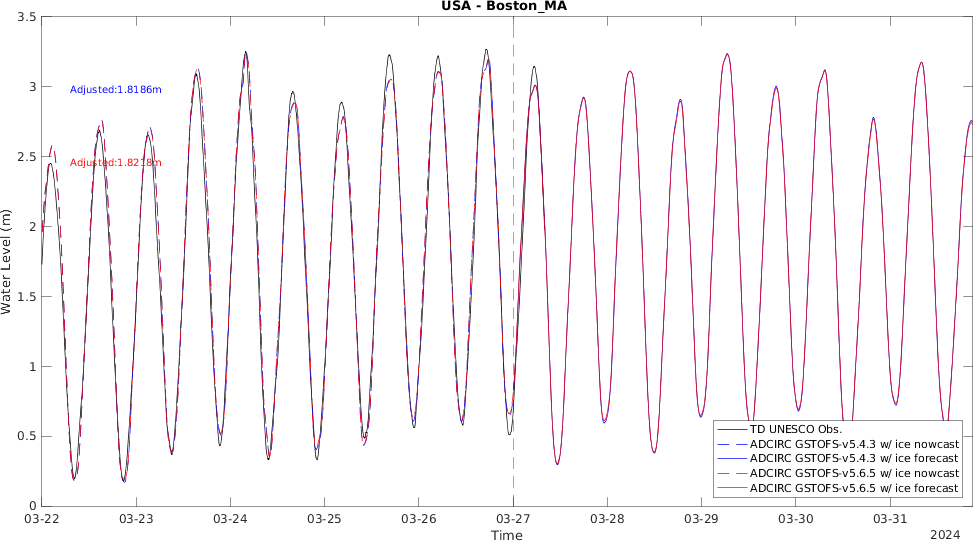 USA - Boston_MA
3.5
3
2.5
2
1.5
1
0.5
0
Water Level (m)
Adjusted:1.8186m
Adjusted:1.8218m
TD UNESCO Obs.
ADCIRC GSTOFS-v5.4.3 w/ ice nowcast
ADCIRC GSTOFS-v5.4.3 w/ ice forecast
ADCIRC GSTOFS-v5.6.5 w/ ice nowcast
ADCIRC GSTOFS-v5.6.5 w/ ice forecast
03-22 03-23 03-24 03-25 03-26 03-27 03-28 03-29 03-30 03-31
Time
2024